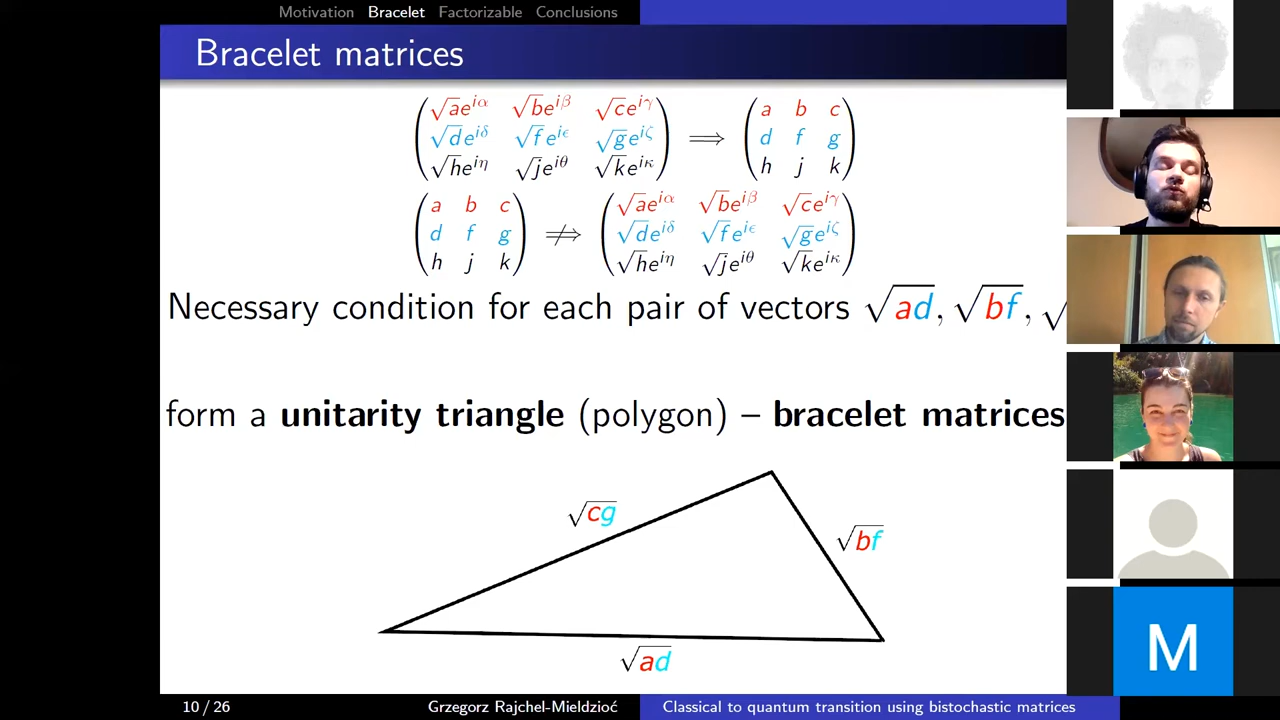 Motivation Bracelet Factorizable Conclusions
Bracelet matrices
(√ae^{iα} √be^{iβ} √ce^{iγ}) ⟹ (a b c)
(√de^{iδ} √fe^{iϵ} √ge^{iζ}) (d f g)
(√he^{iη} √je^{iθ} √ke^{iκ}) (h j k)
(a b c) ⇏ (√ae^{iα} √be^{iβ} √ce^{iγ})
(d f g) (√de^{iδ} √fe^{iϵ} √ge^{iζ})
(h j k) (√he^{iη} √je^{iθ} √ke^{iκ})
Necessary condition for each pair of vectors √ad, √bf, √
form a unitarity triangle (polygon) – bracelet matrices
√cg
√bf
√ad
10 / 26 Grzegorz Rajchel-Mieldzioć Classical to quantum transition using bistochastic matrices
M